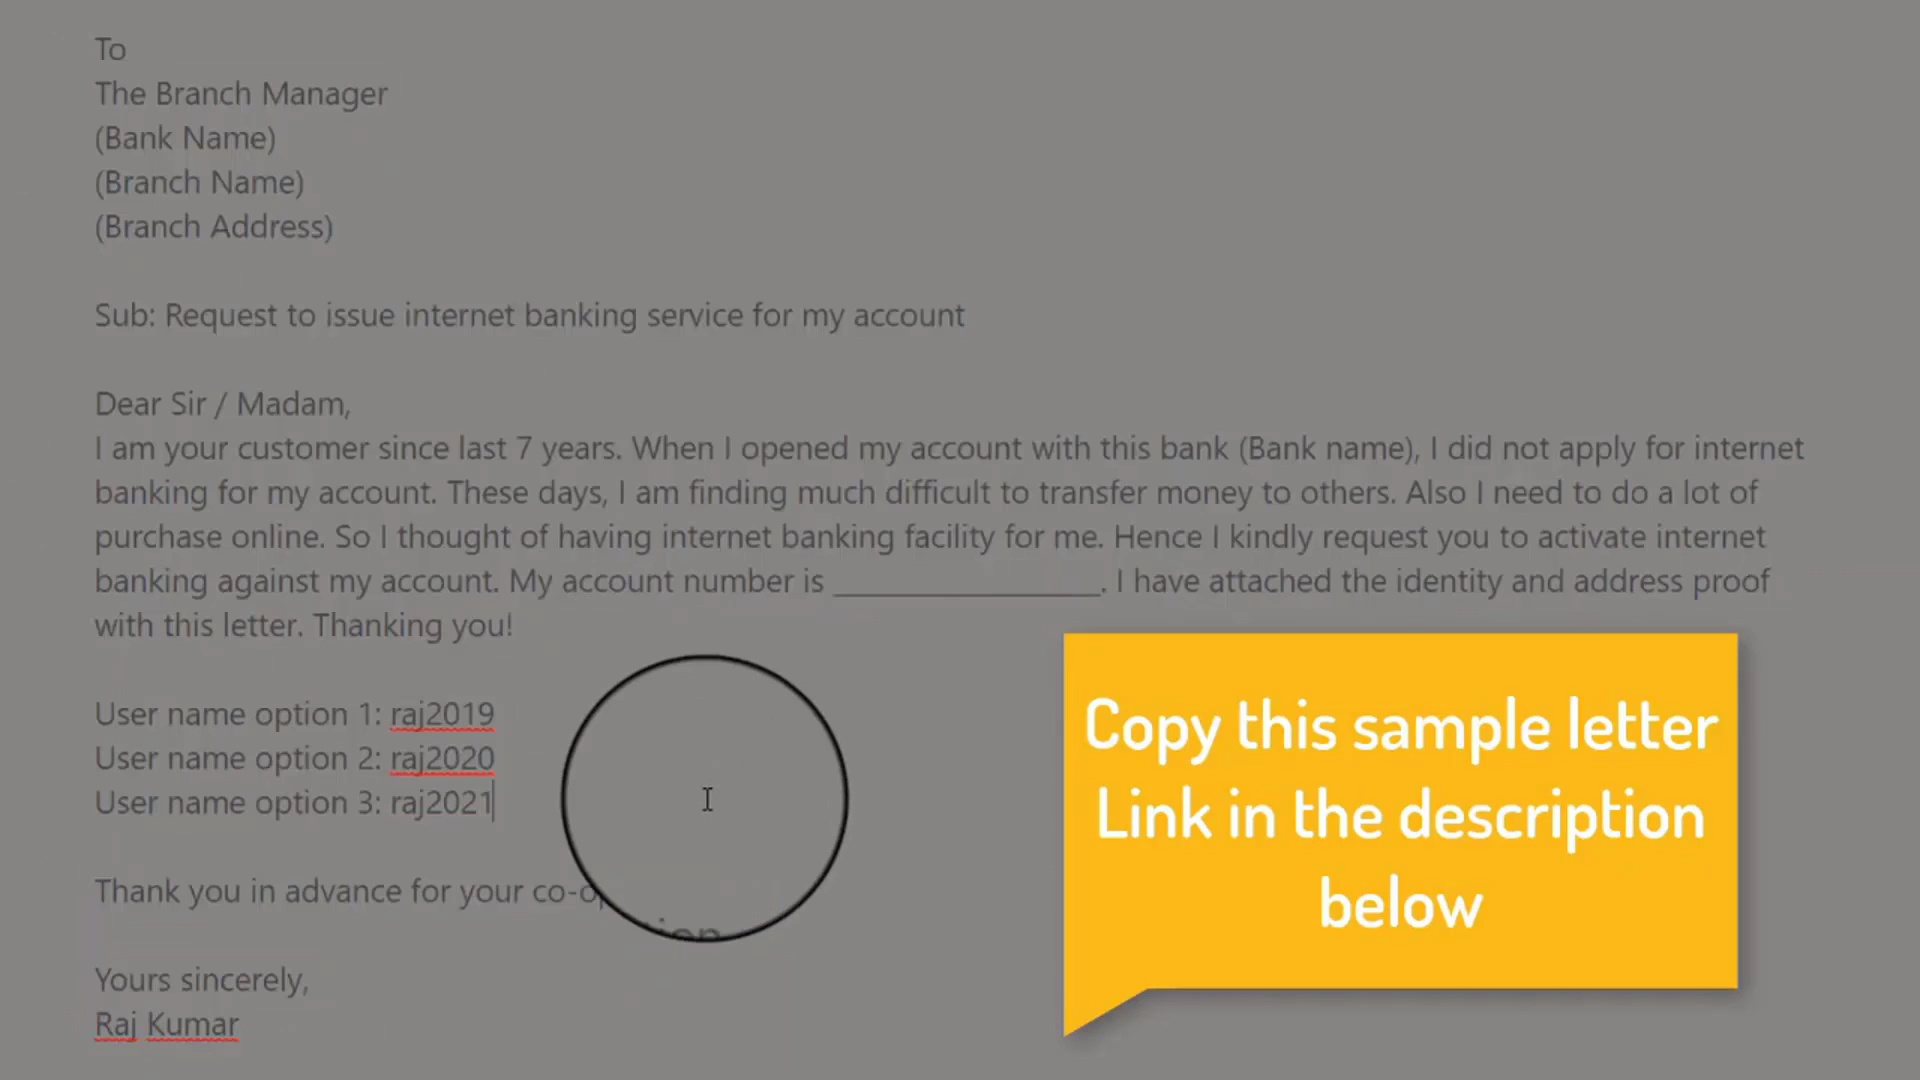 To
The Branch Manager
(Bank Name)
(Branch Name)
(Branch Address)
Sub: Request to issue internet banking service for my account
Dear Sir / Madam,
I am your customer since last 7 years. When I opened my account with this bank (Bank name), I did not apply for internet
banking for my account. These days, I am finding much difficult to transfer money to others. Also I need to do a lot of
purchase online. So I thought of having internet banking facility for me. Hence I kindly request you to activate internet
banking against my account. My account number is ________________. I have attached the identity and address proof
with this letter. Thanking you!
User name option 1: raj2019
User name option 2: raj2020
User name option 3: raj2021
Thank you in advance for your
Yours sincerely,
Raj Kumar
Copy this sample letter
Link in the description
below